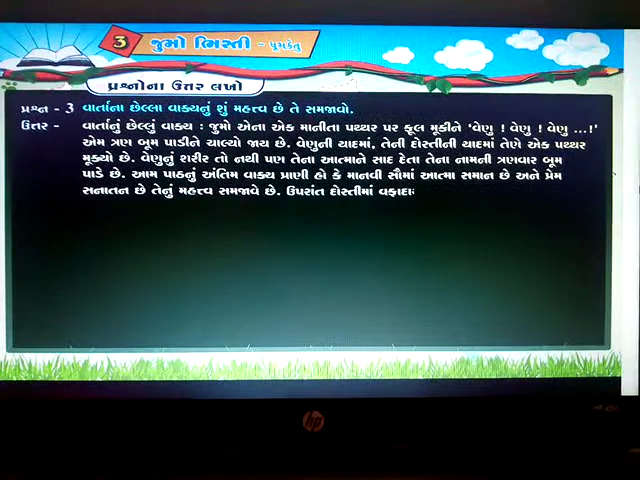 3 જુમો ભિસ્તી - ધૂમકેતુ
પ્રશ્નોના ઉત્તર લખો
પ્રશ્ન - 3 વાર્તાના છેલ્લા વાક્યનું શું મહત્ત્વ છે તે સમજાવો.
ઉત્તર - વાર્તાનું છેલ્લું વાક્ય : જુમો એના એક માનીતા પથ્થર પર ફૂલ મૂકીને ‘વેણુ ! વેણુ ! વેણુ ...!’
એમ ત્રણ બૂમ પાડીને ચાલ્યો જાય છે. વેણુની યાદમાં, તેની દોસ્તીની યાદમાં તેણે એક પથ્થર
મૂક્યો છે. વેણુનું શરીર તો નથી પણ તેના આત્માને સાદ દેતા તેના નામની ત્રણવાર બૂમ
પાડે છે. આમ પાઠનું અંતિમ વાક્ય પ્રાણી હો કે માનવી સૌમાં આત્મા સમાન છે અને પ્રેમ
સનાતન છે તેનું મહત્ત્વ સમજાવે છે. ઉપરાંત દોસ્તીમાં વફાદા
hp